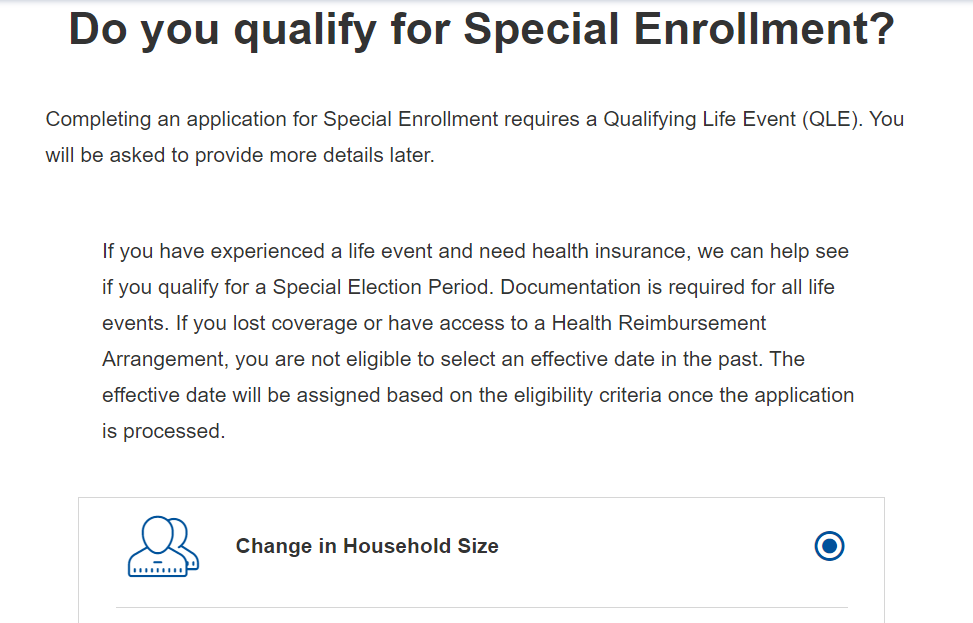 Do you qualify for Special Enrollment?
Completing an application for Special Enrollment requires a Qualifying Life Event (QLE). You
will be asked to provide more details later.
If you have experienced a life event and need health insurance, we can help see
if you qualify for a Special Election Period. Documentation is required for all life
events. If you lost coverage or have access to a Health Reimbursement
Arrangement, you are not eligible to select an effective date in the past. The
effective date will be assigned based on the eligibility criteria once the application
is processed.
Change in Household Size